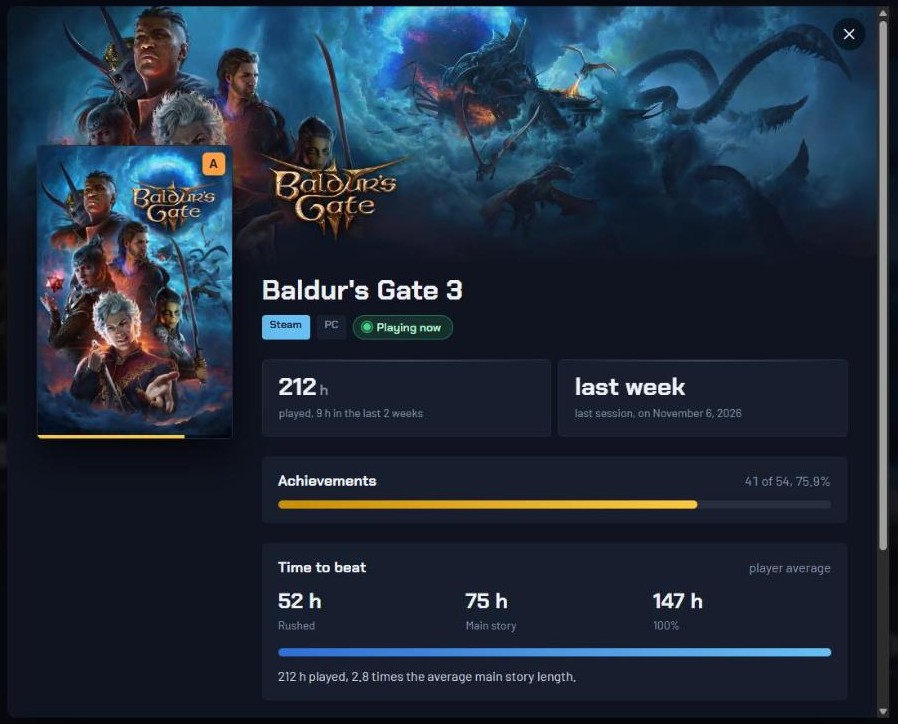 A
Baldur's
Gate
Baldur's
Gate
III
Baldur's Gate 3
Steam
PC
Playing now
212 h
played, 9 h in the last 2 weeks
last week
last session, on November 6, 2026
Achievements
41 of 54, 75.9%
Time to beat
player average
52 h
75 h
147 h
Rushed
Main story
100%
212 h played, 2.8 times the average main story length.